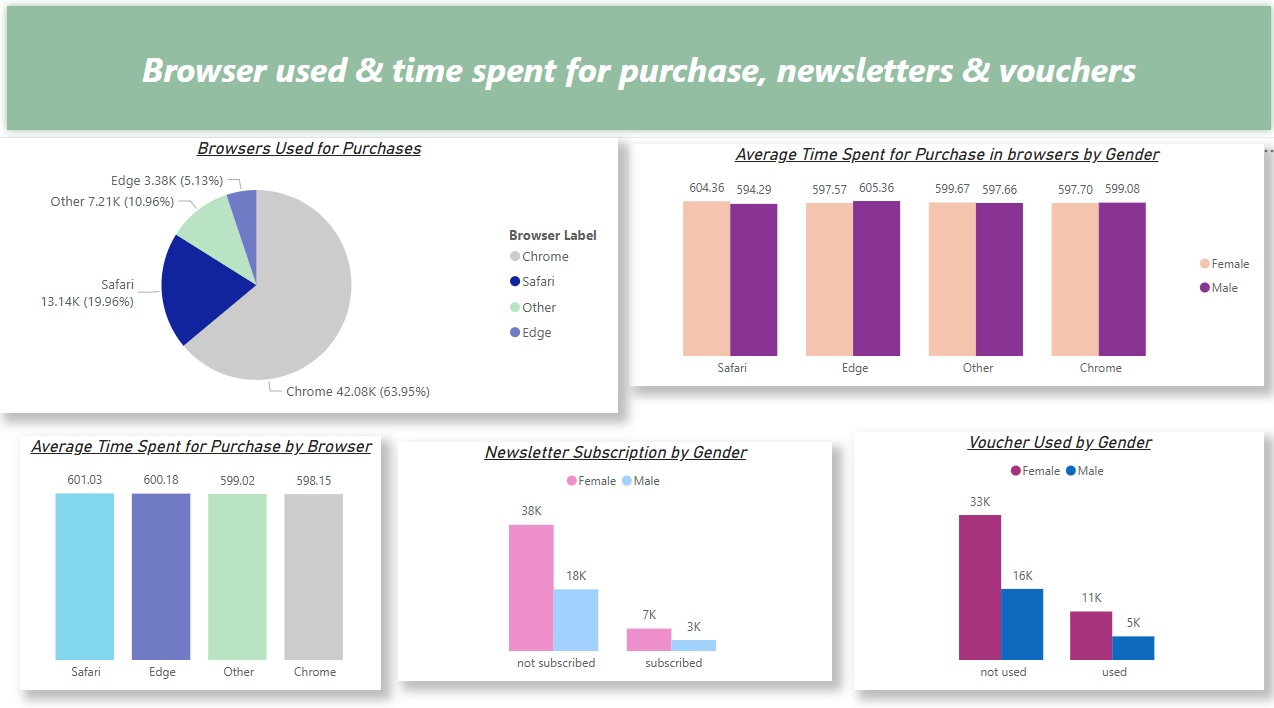 Browser used & time spent for purchase, newsletters & vouchers
Browsers Used for Purchases
Edge 3.38K (5.13%)
Other 7.21K (10.96%)
Safari
13.14K (19.96%)
Chrome 42.08K (63.95%)
Browser Label
Chrome
Safari
Other
Edge
Average Time Spent for Purchase in browsers by Gender
604.36 594.29 597.57 605.36 599.67 597.66 597.70 599.08
Safari Edge Other Chrome
Female
Male
Average Time Spent for Purchase by Browser
601.03 600.18 599.02 598.15
Safari Edge Other Chrome
Newsletter Subscription by Gender
Female Male
38K
18K
7K
3K
not subscribed subscribed
Voucher Used by Gender
Female Male
33K
16K
11K
5K
not used used